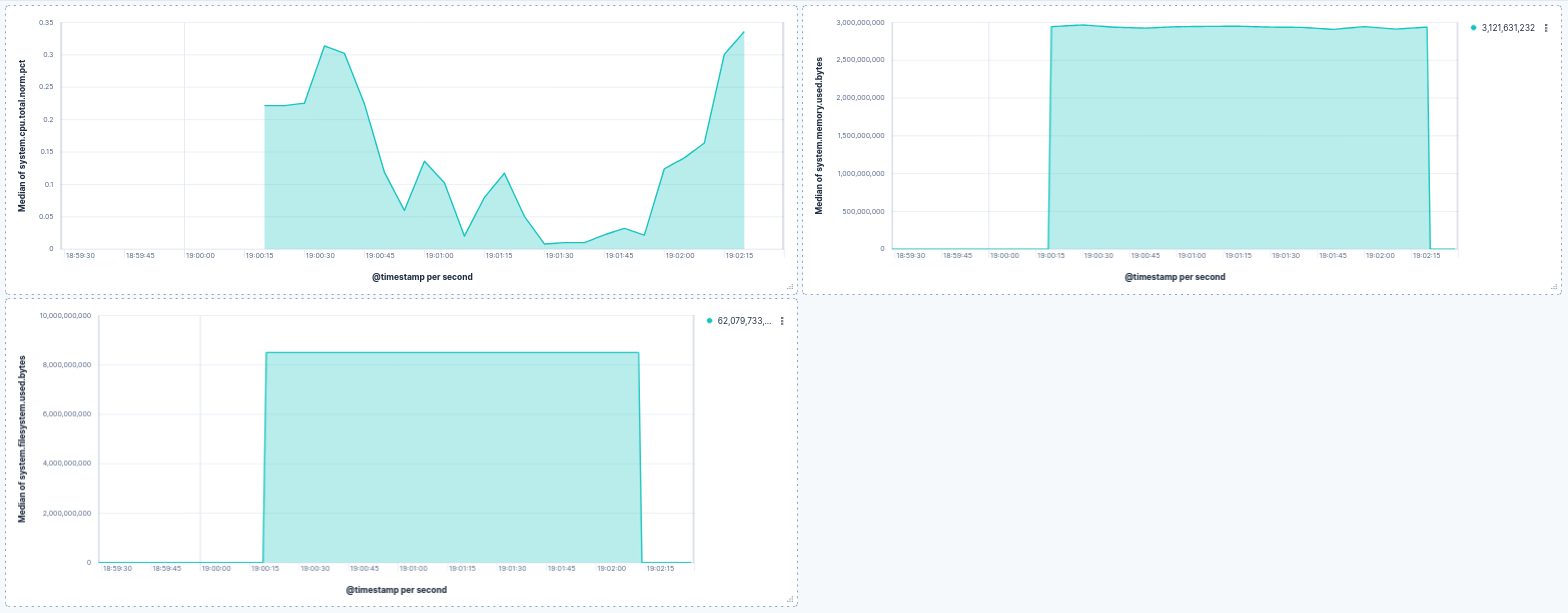 Median of system.cpu.total.norm.pct
0.35
0.3
0.25
0.2
0.15
0.1
0.05
0
18:59:30 18:59:45 19:00:00 19:00:15 19:00:30 19:00:45 19:01:00 19:01:15 19:01:30 19:01:45 19:02:00 19:02:15
@timestamp per second
Median of system.memory.used.bytes
3,000,000,000
2,500,000,000
2,000,000,000
1,500,000,000
1,000,000,000
500,000,000
0
18:59:30 18:59:45 19:00:00 19:00:15 19:00:30 19:00:45 19:01:00 19:01:15 19:01:30 19:01:45 19:02:00 19:02:15
@timestamp per second
3,121,631,232
Median of system.filesystem.used.bytes
10,000,000,000
8,000,000,000
6,000,000,000
4,000,000,000
2,000,000,000
0
18:59:30 18:59:45 19:00:00 19:00:15 19:00:30 19:00:45 19:01:00 19:01:15 19:01:30 19:01:45 19:02:00 19:02:15
@timestamp per second
62,079,733,...